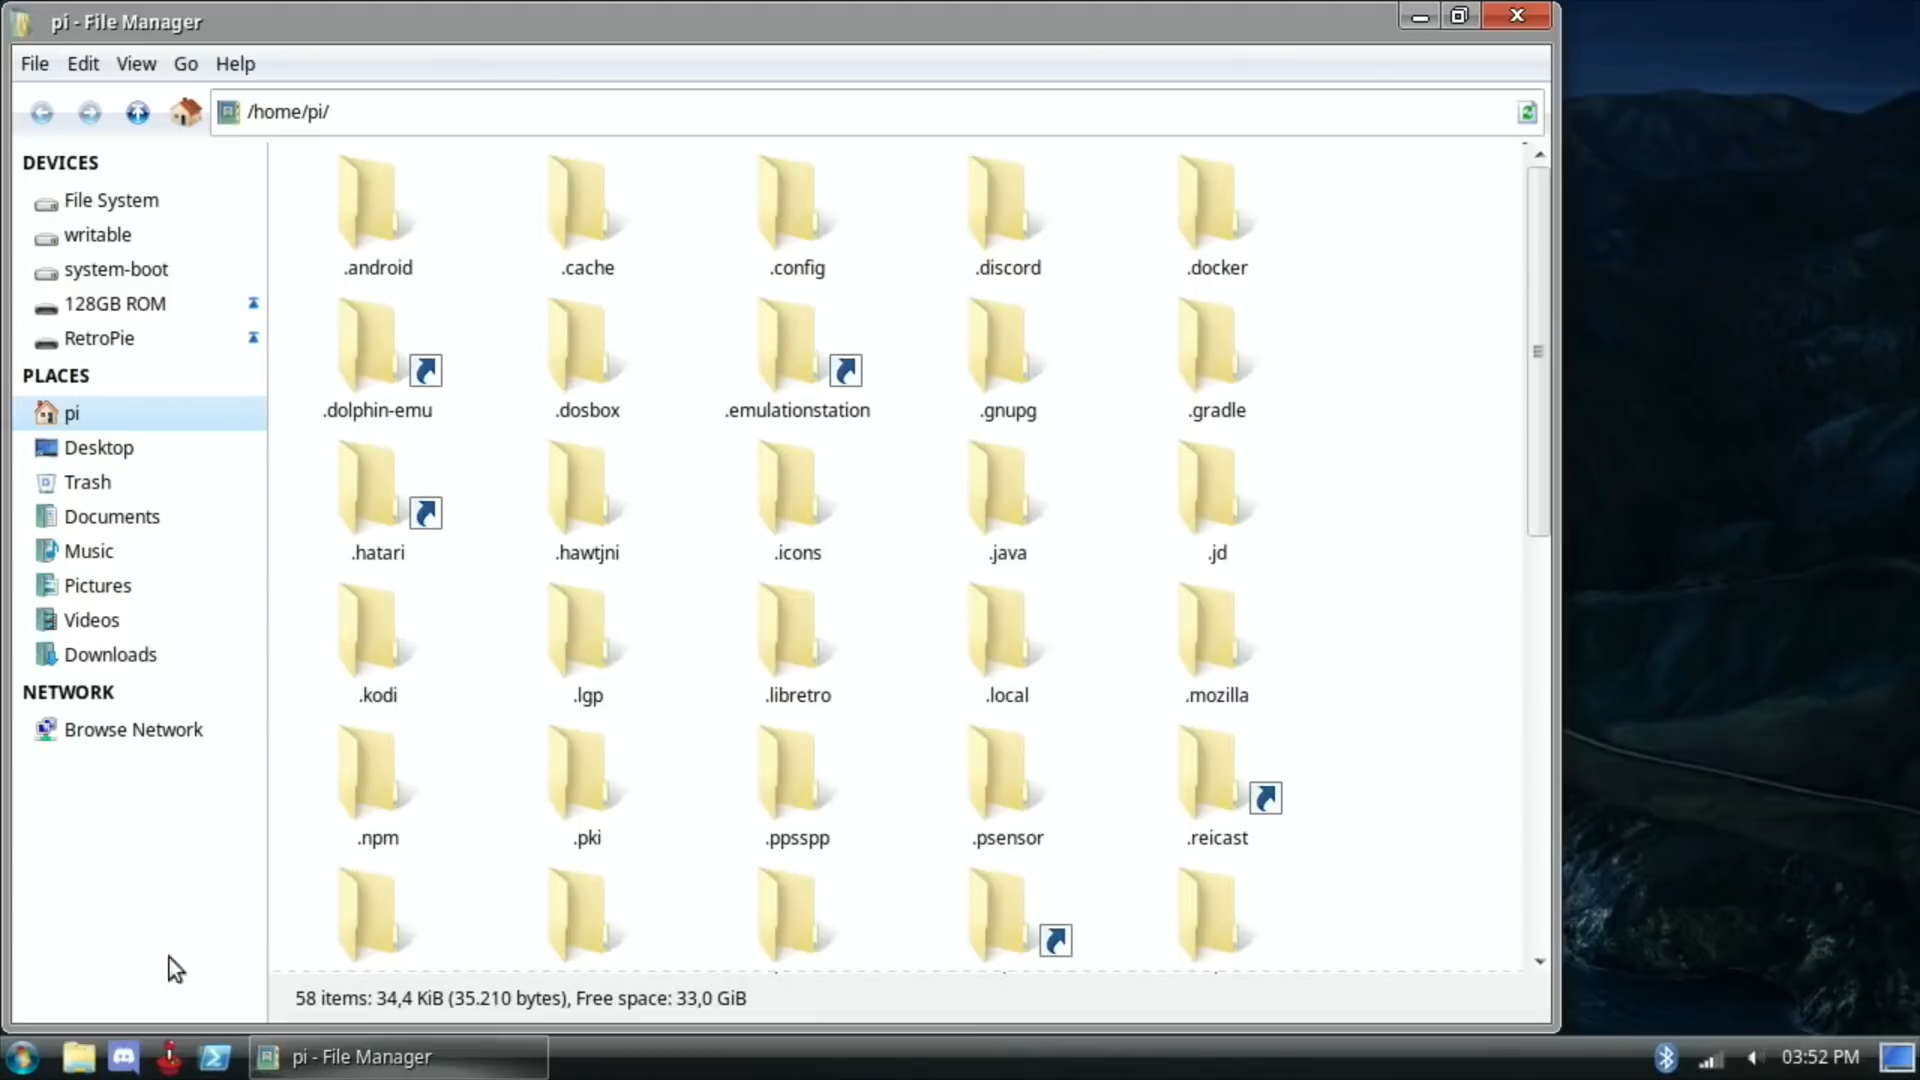 pi - File Manager
File Edit View Go Help
/home/pi/
DEVICES
File System
writable
system-boot
128GB ROM
RetroPie
PLACES
pi
Desktop
Trash
Documents
Music
Pictures
Videos
Downloads
NETWORK
Browse Network
.android .cache .config .discord .docker
.dolphin-emu .dosbox .emulationstation .gnupg .gradle
.hatari .hawtjni .icons .java .jd
.kodi .lgp .libretro .local .mozilla
.npm .pki .ppsspp .psensor .reicast
58 items: 34,4 KiB (35.210 bytes), Free space: 33,0 GiB
pi - File Manager
03:52 PM